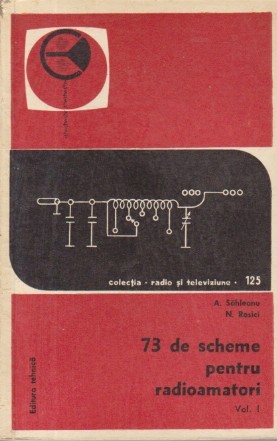 colecția · radio și televiziune · 125
A. Săhleanu
N. Rosici
73 de scheme
pentru
radioamatori
Vol. I
Editura tehnică